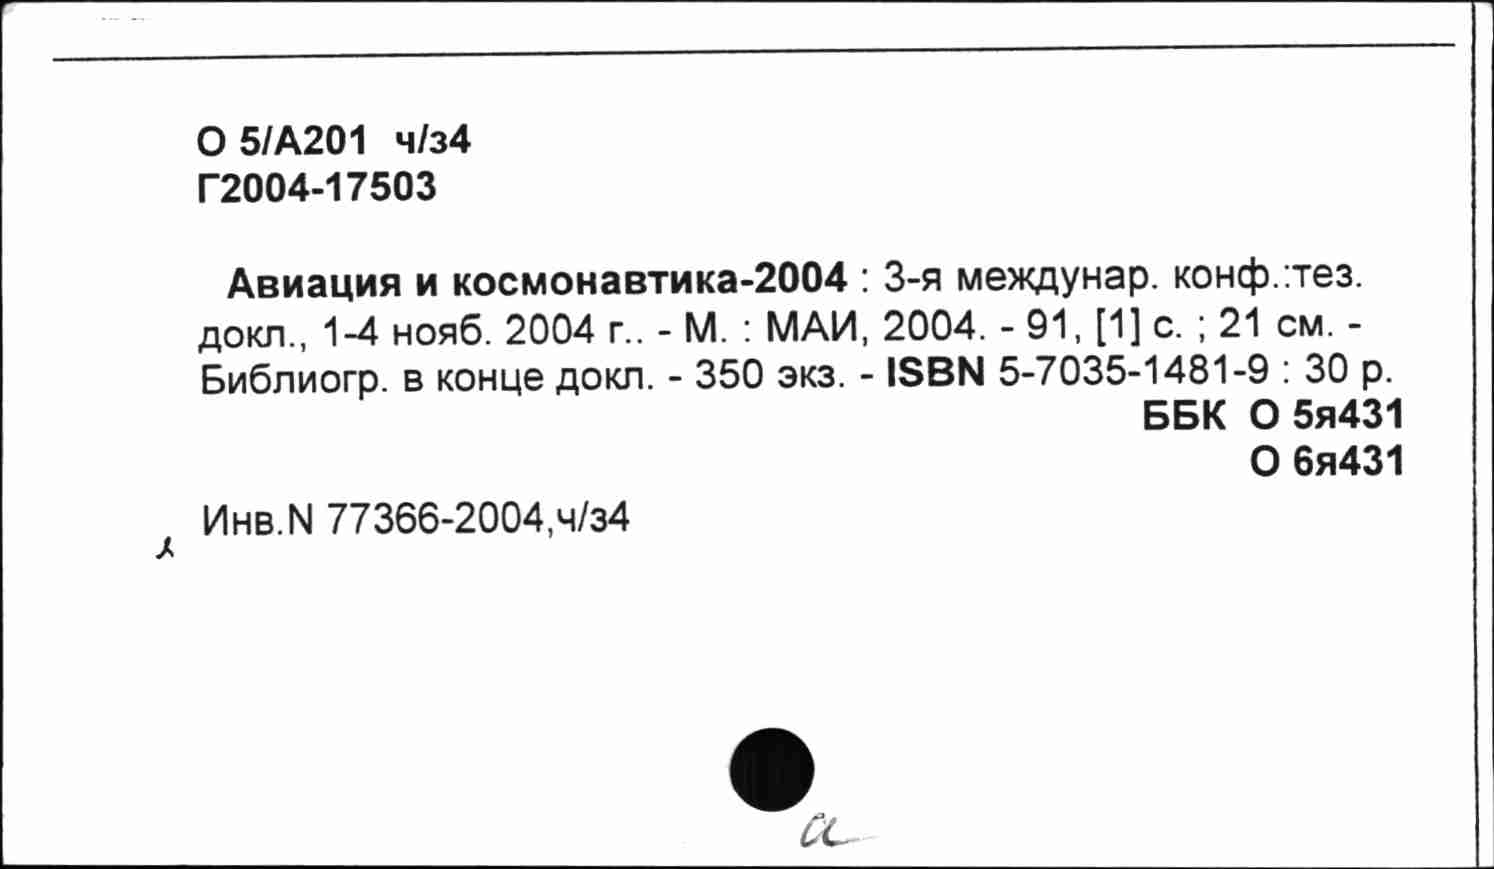 О 5/А201 ч/з4
Г2004-17503
Авиация и космонавтика-2004 : 3-я междунар. конф.:тез.
докл., 1-4 нояб. 2004 г.. - М. : МАИ, 2004. - 91, [1] с. ; 21 см. -
Библиогр. в конце докл. - 350 экз. - ISBN 5-7035-1481-9 : 30 р.
ББК О 5я431
О 6я431
Инв.N 77366-2004,ч/з4
а